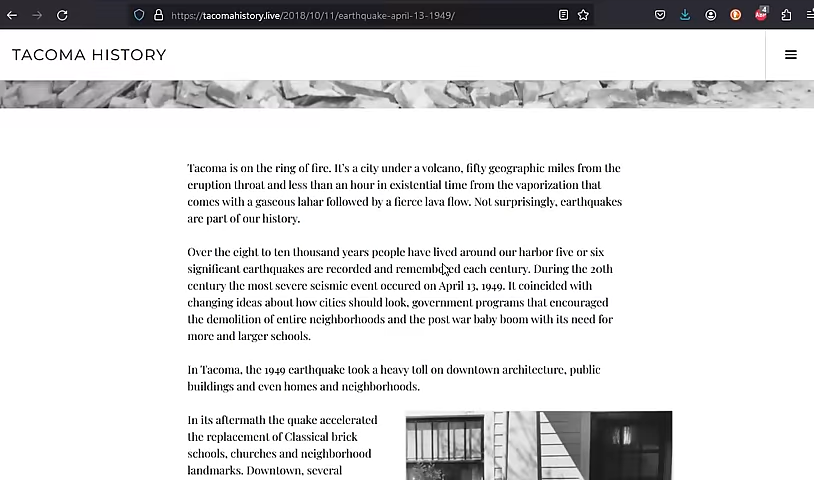 https://tacomahistory.live/2018/10/11/earthquake-april-13-1949/
4
TACOMA HISTORY
Tacoma is on the ring of fire. It's a city under a volcano, fifty geographic miles from the
eruption throat and less than an hour in existential time from the vaporization that
comes with a gaseous lahar followed by a fierce lava flow. Not surprisingly, earthquakes
are part of our history.
Over the eight to ten thousand years people have lived around our harbor five or six
significant earthquakes are recorded and remembered each century. During the 20th
century the most severe seismic event occured on April 13, 1949. It coincided with
changing ideas about how cities should look, government programs that encouraged
the demolition of entire neighborhoods and the post war baby boom with its need for
more and larger schools.
In Tacoma, the 1949 earthquake took a heavy toll on downtown architecture, public
buildings and even homes and neighborhoods.
In its aftermath the quake accelerated
the replacement of Classical brick
schools, churches and neighborhood
landmarks. Downtown, several